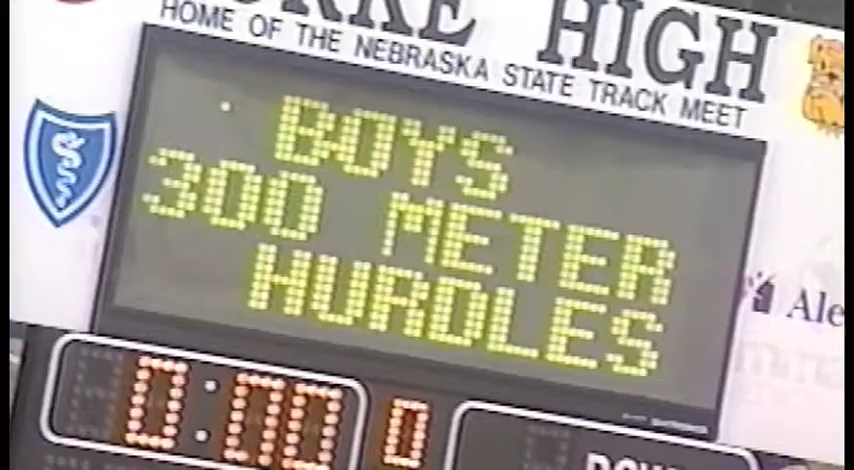 HIGH
HOME OF THE NEBRASKA STATE TRACK MEET
BOYS
300 METER
HURDLES
0:00 0